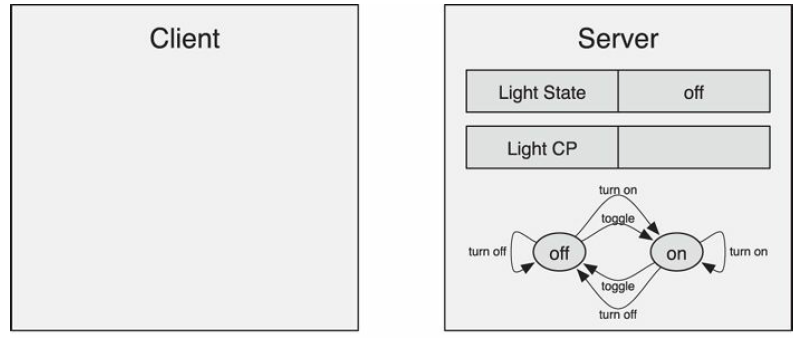 Client
Server
Light State off
Light CP
turn on
toggle
turn off off on turn on
toggle
turn off